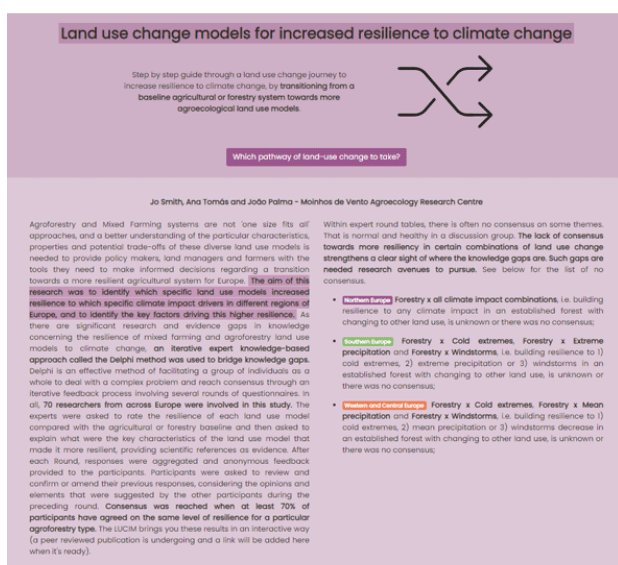 Land use change models for increased resilience to climate change
Step by step guide through a land use change journey to
increase resilience to climate change, by transitioning from a
baseline agricultural or forestry system towards more
agroecological land use models.
Which pathway of land-use change to take?
Jo Smith, Ana Tomás and João Palma - Moinhos de Vento Agroecology Research Centre
Agroforestry and Mixed Farming systems are not 'one size fits all'
approaches, and a better understanding of the particular characteristics,
properties and potential trade-offs of these diverse land use models is
needed to provide policy makers, land managers and farmers with the
tools they need to make informed decisions regarding a transition
towards a more resilient agricultural system for Europe. The aim of this
research was to identify which specific land use models increased
resilience to which specific climate impact drivers in different regions of
Europe, and to identify the key factors driving this higher resilience. As
there are significant research and evidence gaps in knowledge
concerning the resilience of mixed farming and agroforestry land use
models to climate change, an iterative expert knowledge-based
approach called the Delphi method was used to bridge knowledge gaps.
Delphi is an effective method of facilitating a group of individuals as a
whole to deal with a complex problem and reach consensus through an
iterative feedback process involving several rounds of questionnaires. In
all, 70 researchers from across Europe were involved in this study. The
experts were asked to rate the resilience of each land use model
compared with the agricultural or forestry baseline and then asked to
explain what were the key characteristics of the land use model that
made it more resilient, providing scientific references as evidence. After
each Round, responses were aggregated and anonymous feedback
provided to the participants. Participants were asked to review and
confirm or amend their previous responses, considering the opinions and
elements that were suggested by the other participants during the
preceding round. Consensus was reached when at least 70% of
participants have agreed on the same level of resilience for a particular
agroforestry type. The LUCIM brings you these results in an interactive way
(a peer reviewed publication is undergoing and a link will be added here
when it's ready).
Within expert round tables, there is often no consensus on some themes.
That is normal and healthy in a discussion group. The lack of consensus
towards more resiliency in certain combinations of land use change
strengthens a clear sight of where the knowledge gaps are. Such gaps are
needed research avenues to pursue. See below for the list of no
consensus.
• Northern Europe Forestry x all climate impact combinations, i.e. building
resilience to any climate impact in an established forest with
changing to other land use, is unknown or there was no consensus;
• Southern Europe Forestry x Cold extremes, Forestry x Extreme
precipitation and Forestry x Windstorms, i.e. building resilience to 1)
cold extremes, 2) extreme precipitation or 3) windstorms in an
established forest with changing to other land use, is unknown or
there was no consensus;
• Western and Central Europe Forestry x Cold extremes, Forestry x Mean
precipitation and Forestry x Windstorms, i.e. building resilience to 1)
cold extremes, 2) mean precipitation or 3) windstorms decrease in
an established forest with changing to other land use, is unknown or
there was no consensus;